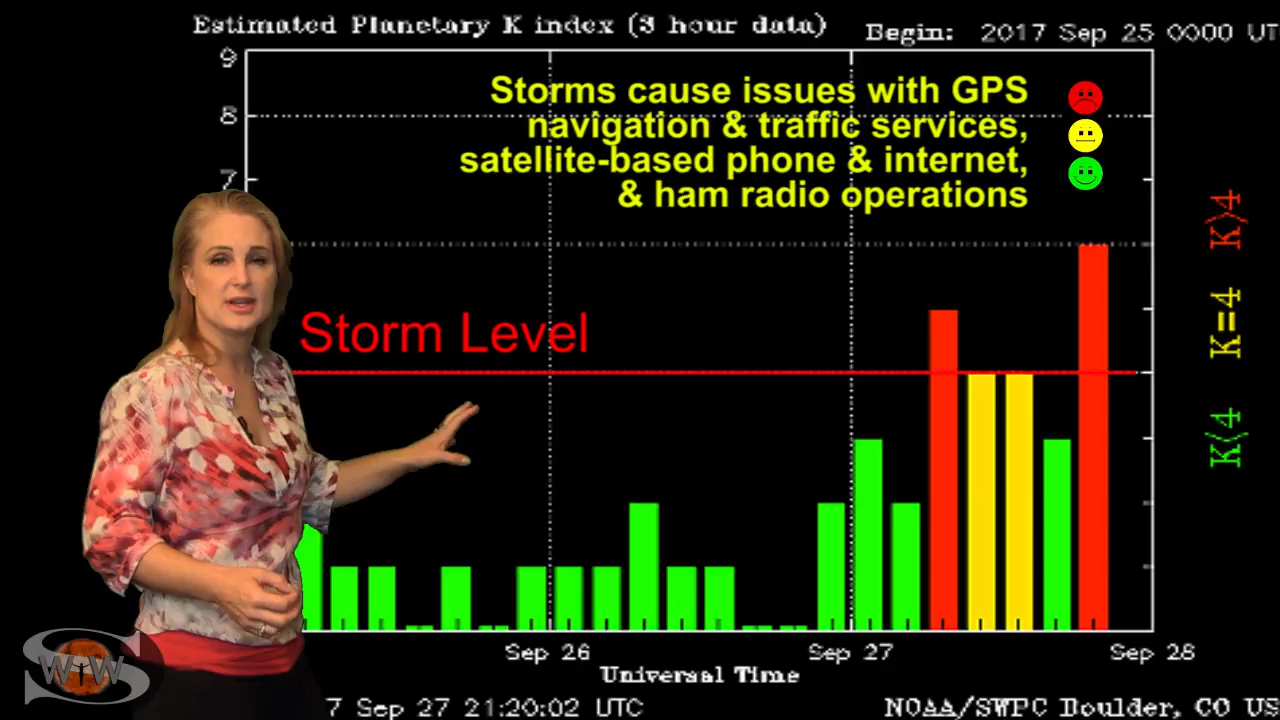 Estimated Planetary K index (3 hour data)
Begin: 2017 Sep 25 0000 UT
9
8
7
Storms cause issues with GPS
navigation & traffic services,
satellite-based phone & internet,
& ham radio operations
Storm Level
K>4
K=4
K<4
Sep 26
Sep 27
Sep 28
Universal Time
7 Sep 27 21:20:02 UTC
NOAA/SWPC Boulder, CO US
S
WTW